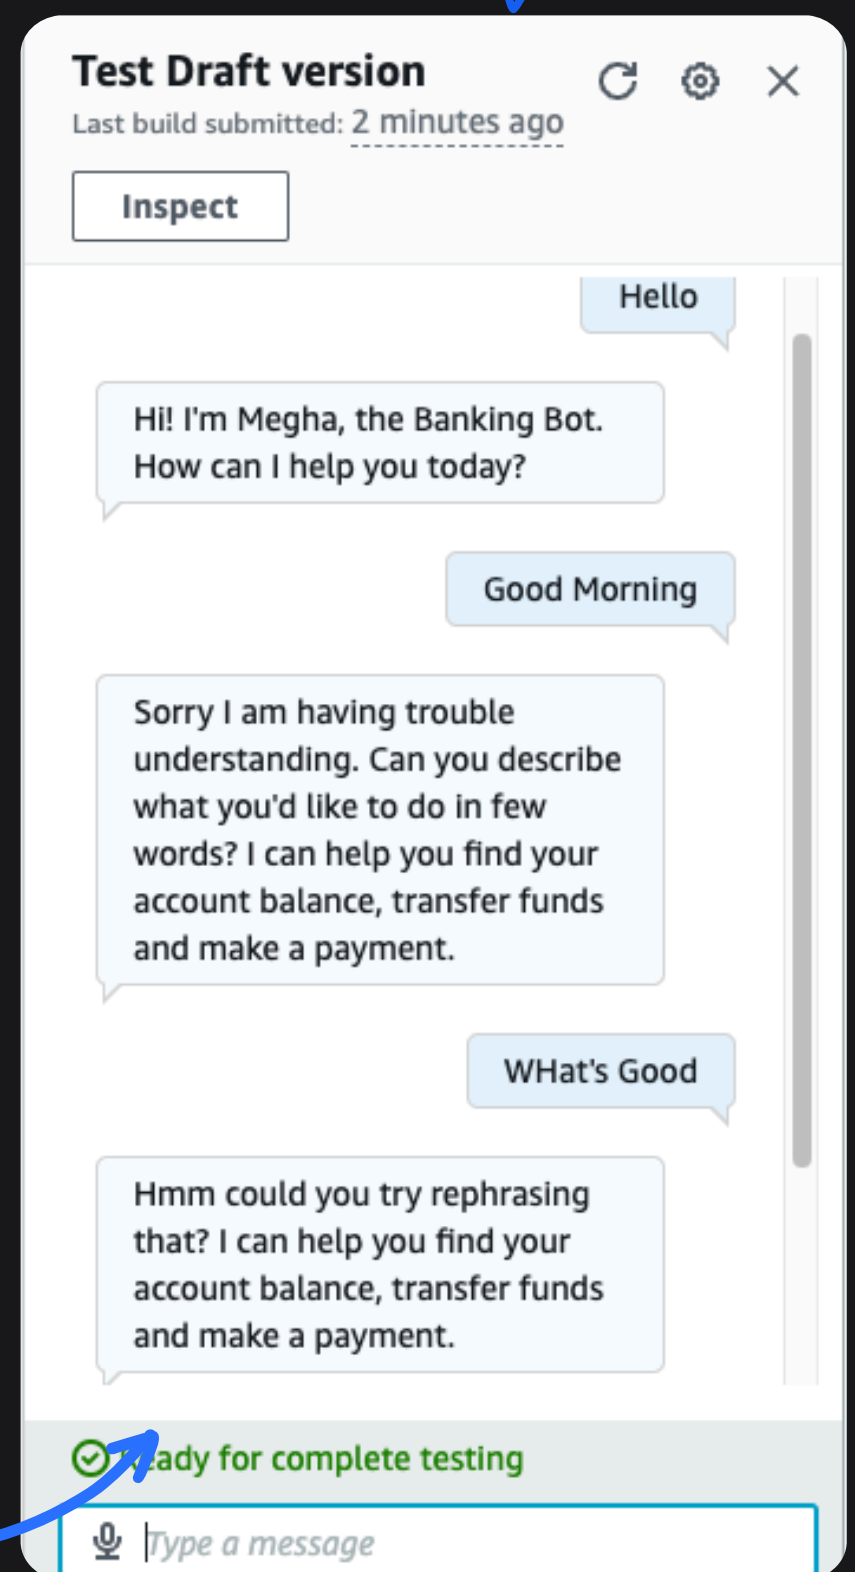 Test Draft version
Last build submitted: 2 minutes ago
Inspect
Hello
Hi! I'm Megha, the Banking Bot.
How can I help you today?
Good Morning
Sorry I am having trouble
understanding. Can you describe
what you'd like to do in few
words? I can help you find your
account balance, transfer funds
and make a payment.
WHat's Good
Hmm could you try rephrasing
that? I can help you find your
account balance, transfer funds
and make a payment.
Ready for complete testing
Type a message